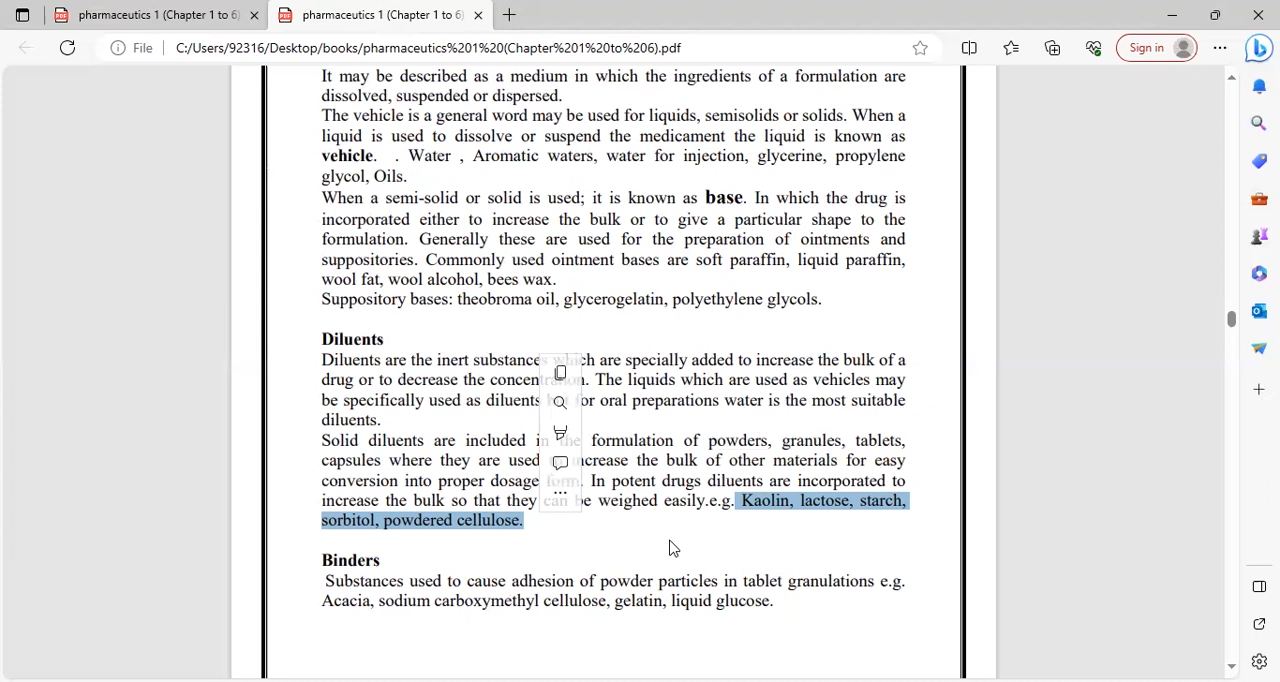 pharmaceutics 1 (Chapter 1 to 6)
pharmaceutics 1 (Chapter 1 to 6)
File C:/Users/92316/Desktop/books/pharmaceutics%201%20(Chapter%201%20to%206).pdf
Sign in
It may be described as a medium in which the ingredients of a formulation are
dissolved, suspended or dispersed.
The vehicle is a general word may be used for liquids, semisolids or solids. When a
liquid is used to dissolve or suspend the medicament the liquid is known as
vehicle. . Water , Aromatic waters, water for injection, glycerine, propylene
glycol, Oils.
When a semi-solid or solid is used; it is known as base. In which the drug is
incorporated either to increase the bulk or to give a particular shape to the
formulation. Generally these are used for the preparation of ointments and
suppositories. Commonly used ointment bases are soft paraffin, liquid paraffin,
wool fat, wool alcohol, bees wax.
Suppository bases: theobroma oil, glycerogelatin, polyethylene glycols.
Diluents
Diluents are the inert substances which are specially added to increase the bulk of a
drug or to decrease the concentration. The liquids which are used as vehicles may
be specifically used as diluents for oral preparations water is the most suitable
diluents.
Solid diluents are included in the formulation of powders, granules, tablets,
capsules where they are used to increase the bulk of other materials for easy
conversion into proper dosage form. In potent drugs diluents are incorporated to
increase the bulk so that they can be weighed easily.e.g. Kaolin, lactose, starch,
sorbitol, powdered cellulose.
Binders
Substances used to cause adhesion of powder particles in tablet granulations e.g.
Acacia, sodium carboxymethyl cellulose, gelatin, liquid glucose.